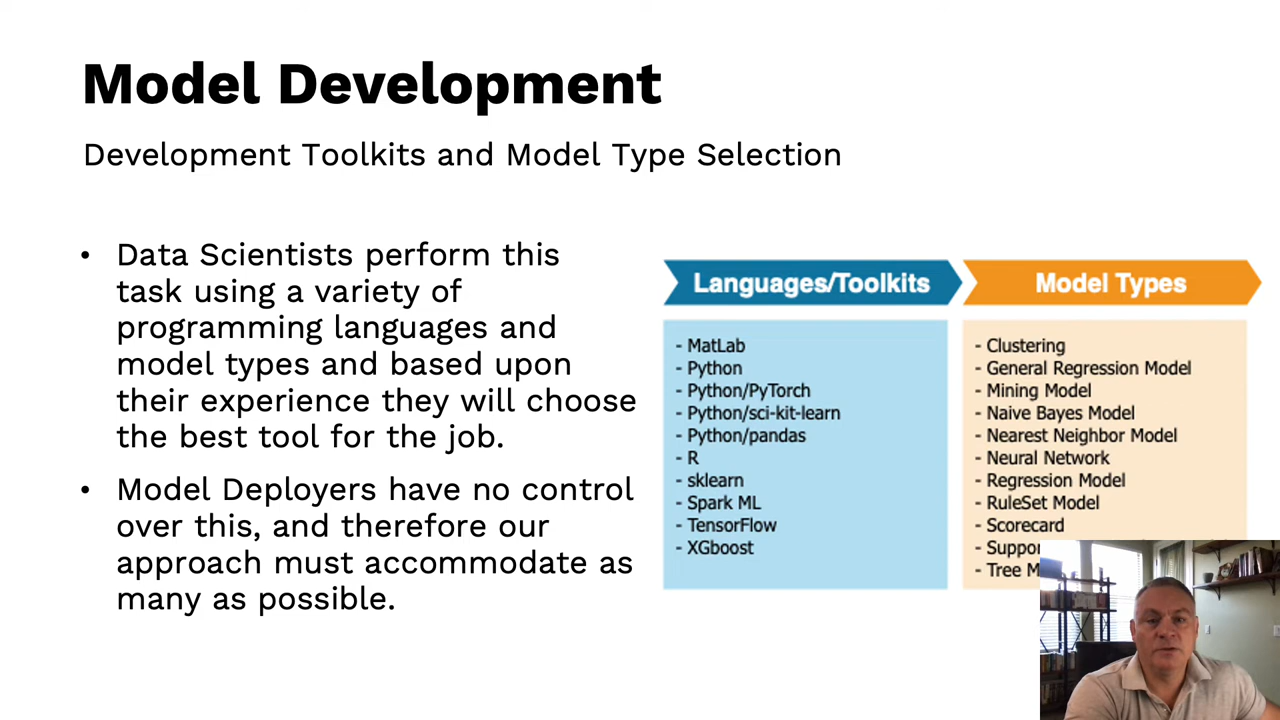 Model Development
Development Toolkits and Model Type Selection
• Data Scientists perform this
task using a variety of
programming languages and
model types and based upon
their experience they will choose
the best tool for the job.
• Model Deployers have no control
over this, and therefore our
approach must accommodate as
many as possible.
Languages/Toolkits
- MatLab
- Python
- Python/PyTorch
- Python/sci-kit-learn
- Python/pandas
- R
- sklearn
- Spark ML
- TensorFlow
- XGboost
Model Types
- Clustering
- General Regression Model
- Mining Model
- Naive Bayes Model
- Nearest Neighbor Model
- Neural Network
- Regression Model
- RuleSet Model
- Scorecard
-
- Tree